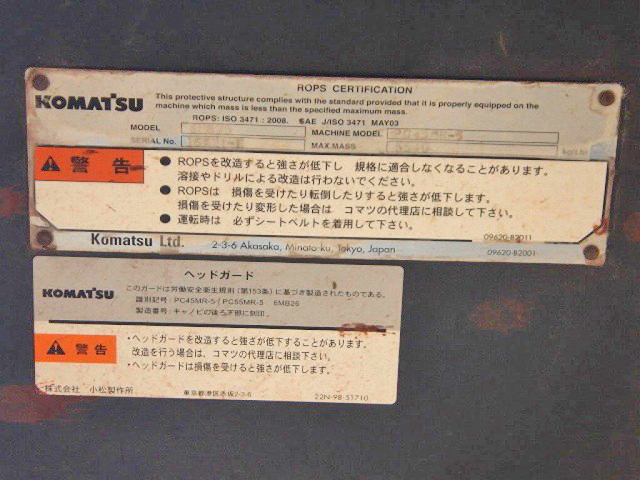 ROPS CERTIFICATION
KOMATSU
This protective structure complies with the standard provided that it is properly equipped on the
machine which mass is less than the specified maximum mass.
ROPS: ISO 3471 : 2008. SAE J/ISO 3471 MAY03
MODEL
MACHINE MODEL
SERIAL No.
MAX.MASS
警告
● ROPSを改造すると強さが低下し 規格に適合しなくなることがあります。
溶接やドリルによる改造は行わないでください。
● ROPSは 損傷を受けたり転倒したりすると強さが低下します。
損傷を受けたり変形した場合は コマツの代理店に相談して下さい。
● 運転時は 必ずシートベルトを着用して下さい。
09620-B2011
Komatsu Ltd.
2-3-6 Akasaka, Minato-ku, Tokyo, Japan
09620-B2001
ヘッドガード
KOMATSU
このガードは労働安全衛生規則(第153条)に基づき製造されたものである。
識別記号: PC45MR-5/PC55MR-5 6MB26
製造番号: キャノピの後ろ下部に刻印。
警告
・ヘッドガードを改造すると強さが低下することがあります。
改造を行う場合は、コマツの代理店に相談下さい。
・ヘッドガードは損傷を受けると強さが低下します。
株式会社 小松製作所
東京都港区赤坂2-3-6
22N-98-51710